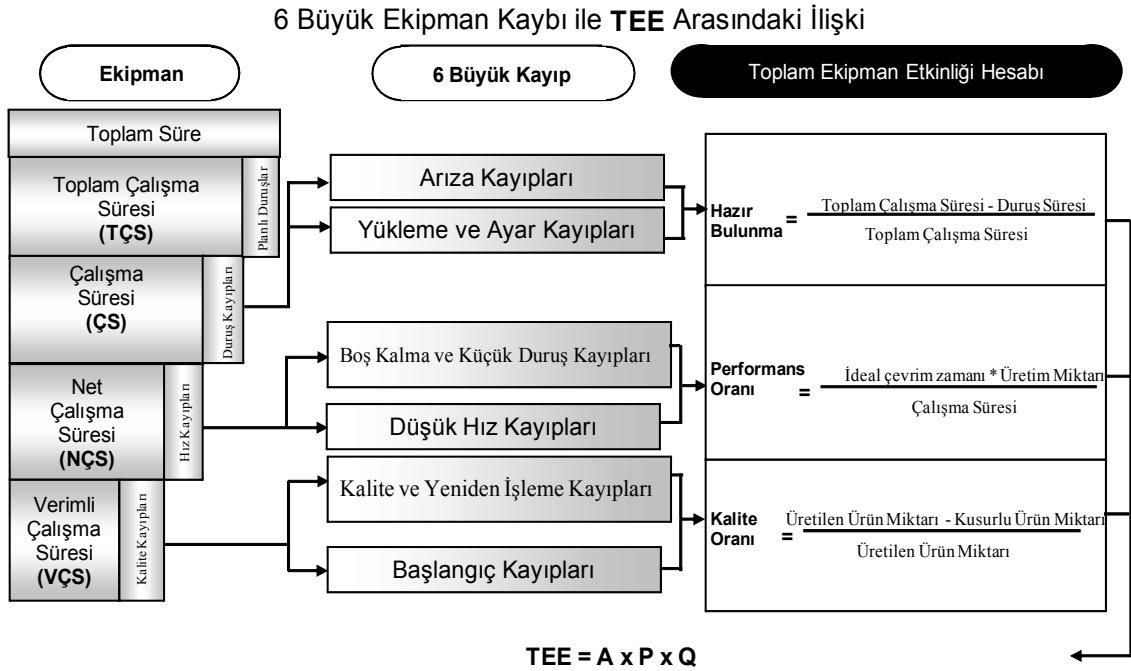 6 Büyük Ekipman Kaybı ile TEE Arasındaki İlişki
Ekipman
6 Büyük Kayıp
Toplam Ekipman Etkinliği Hesabı
Toplam Süre
Toplam Çalışma
Süresi
(TÇS)
Planlı Duruşlar
Çalışma
Süresi
(ÇS)
Duruş Kayıpları
Net
Çalışma
Süresi
(NÇS)
Hız Kayıpları
Verimli
Çalışma
Süresi
(VÇS)
Kalite Kayıpları
Arıza Kayıpları
Yükleme ve Ayar Kayıpları
Boş Kalma ve Küçük Duruş Kayıpları
Düşük Hız Kayıpları
Kalite ve Yeniden İşleme Kayıpları
Başlangıç Kayıpları
Hazır
Bulunma
=
Toplam Çalışma Süresi - Duruş Süresi
Toplam Çalışma Süresi
Performans
Oranı
=
İdeal çevrim zamanı * Üretim Miktarı
Çalışma Süresi
Kalite
Oranı
=
Üretilen Ürün Miktarı - Kusurlu Ürün Miktarı
Üretilen Ürün Miktarı
TEE = A x P x Q